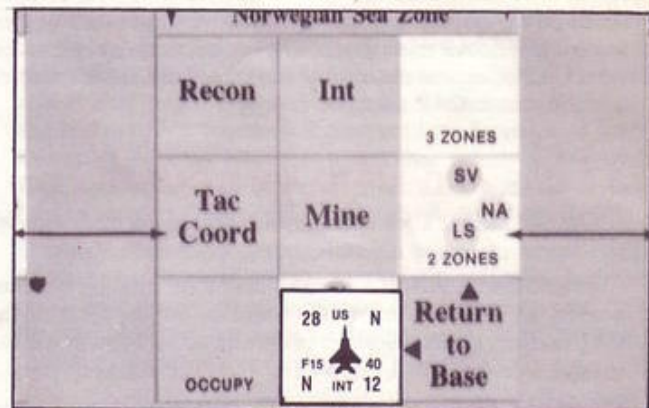 Norwegian Sea Zone
Recon
Int
3 ZONES
Tac
Coord
Mine
SV
NA
LS
2 ZONES
OCCUPY
28 US N
F15 40
N INT 12
Return
to
Base